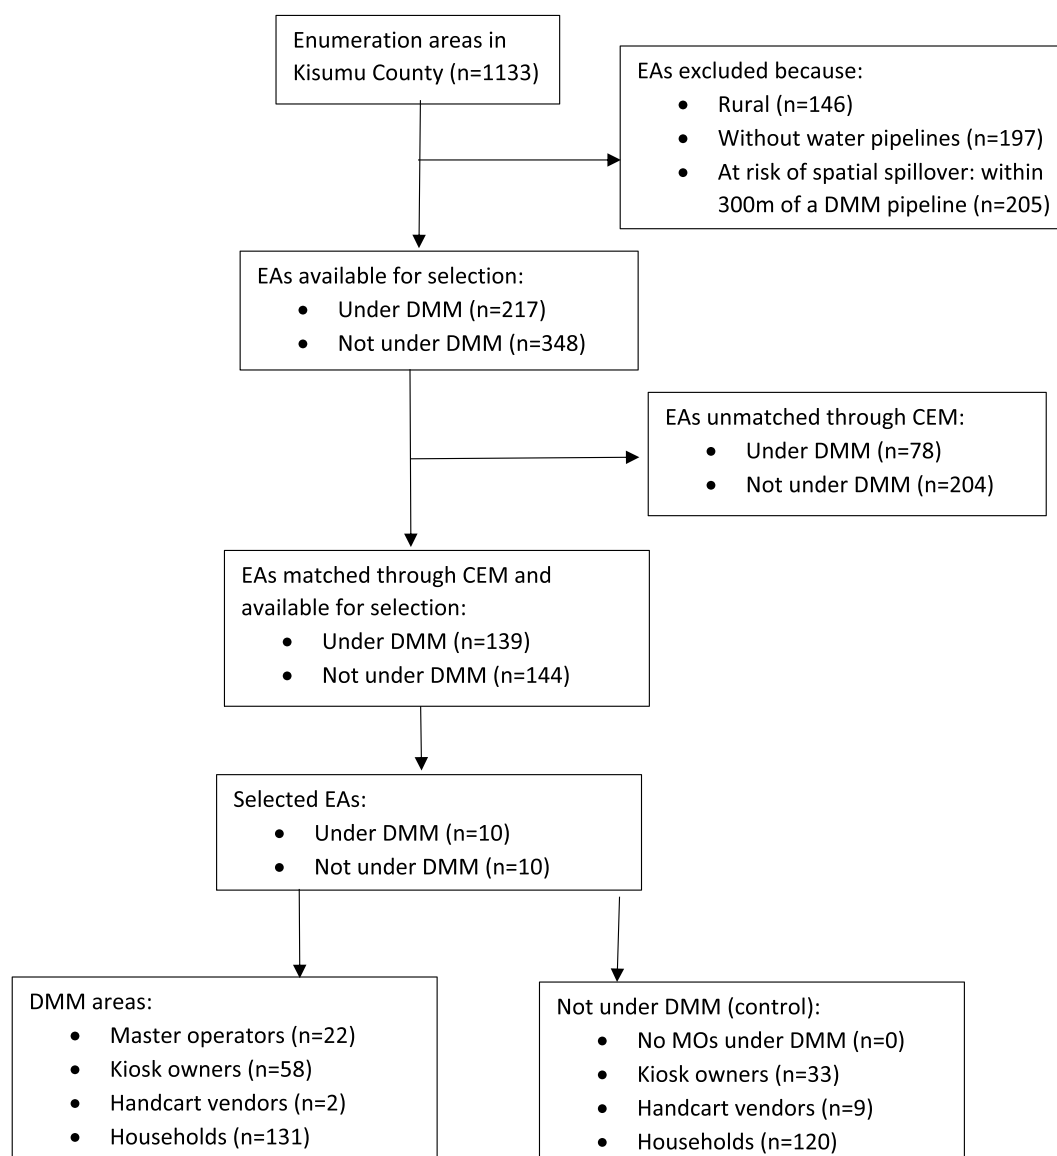 Enumeration areas in
Kisumu County (n=1133)
EAs excluded because:
• Rural (n=146)
• Without water pipelines (n=197)
• At risk of spatial spillover: within
300m of a DMM pipeline (n=205)
EAs available for selection:
• Under DMM (n=217)
• Not under DMM (n=348)
EAs unmatched through CEM:
• Under DMM (n=78)
• Not under DMM (n=204)
EAs matched through CEM and
available for selection:
• Under DMM (n=139)
• Not under DMM (n=144)
Selected EAs:
• Under DMM (n=10)
• Not under DMM (n=10)
DMM areas:
• Master operators (n=22)
• Kiosk owners (n=58)
• Handcart vendors (n=2)
• Households (n=131)
Not under DMM (control):
• No MOs under DMM (n=0)
• Kiosk owners (n=33)
• Handcart vendors (n=9)
• Households (n=120)